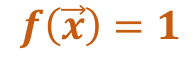 f(x⃗) = 1